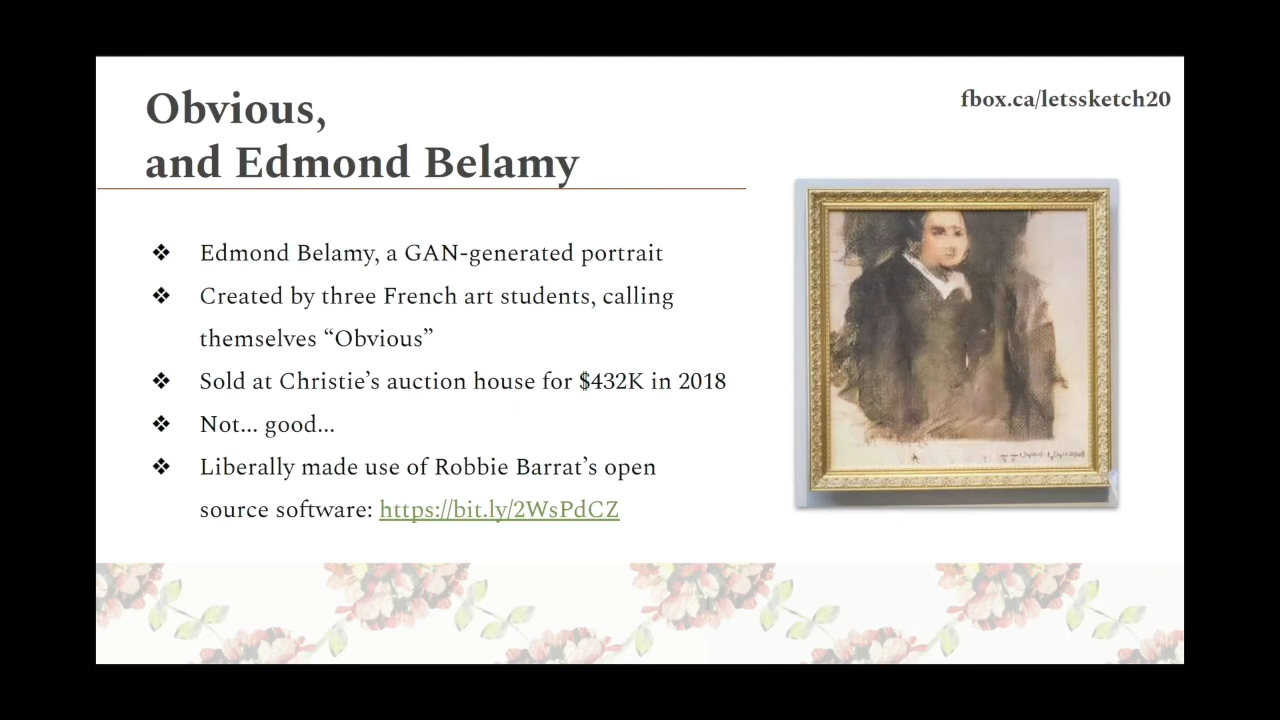 Obvious,
and Edmond Belamy
fbox.ca/letssketch20
❖ Edmond Belamy, a GAN-generated portrait
❖ Created by three French art students, calling
themselves “Obvious”
❖ Sold at Christie’s auction house for $432K in 2018
❖ Not... good...
❖ Liberally made use of Robbie Barrat’s open
source software: https://bit.ly/2WsPdCZ